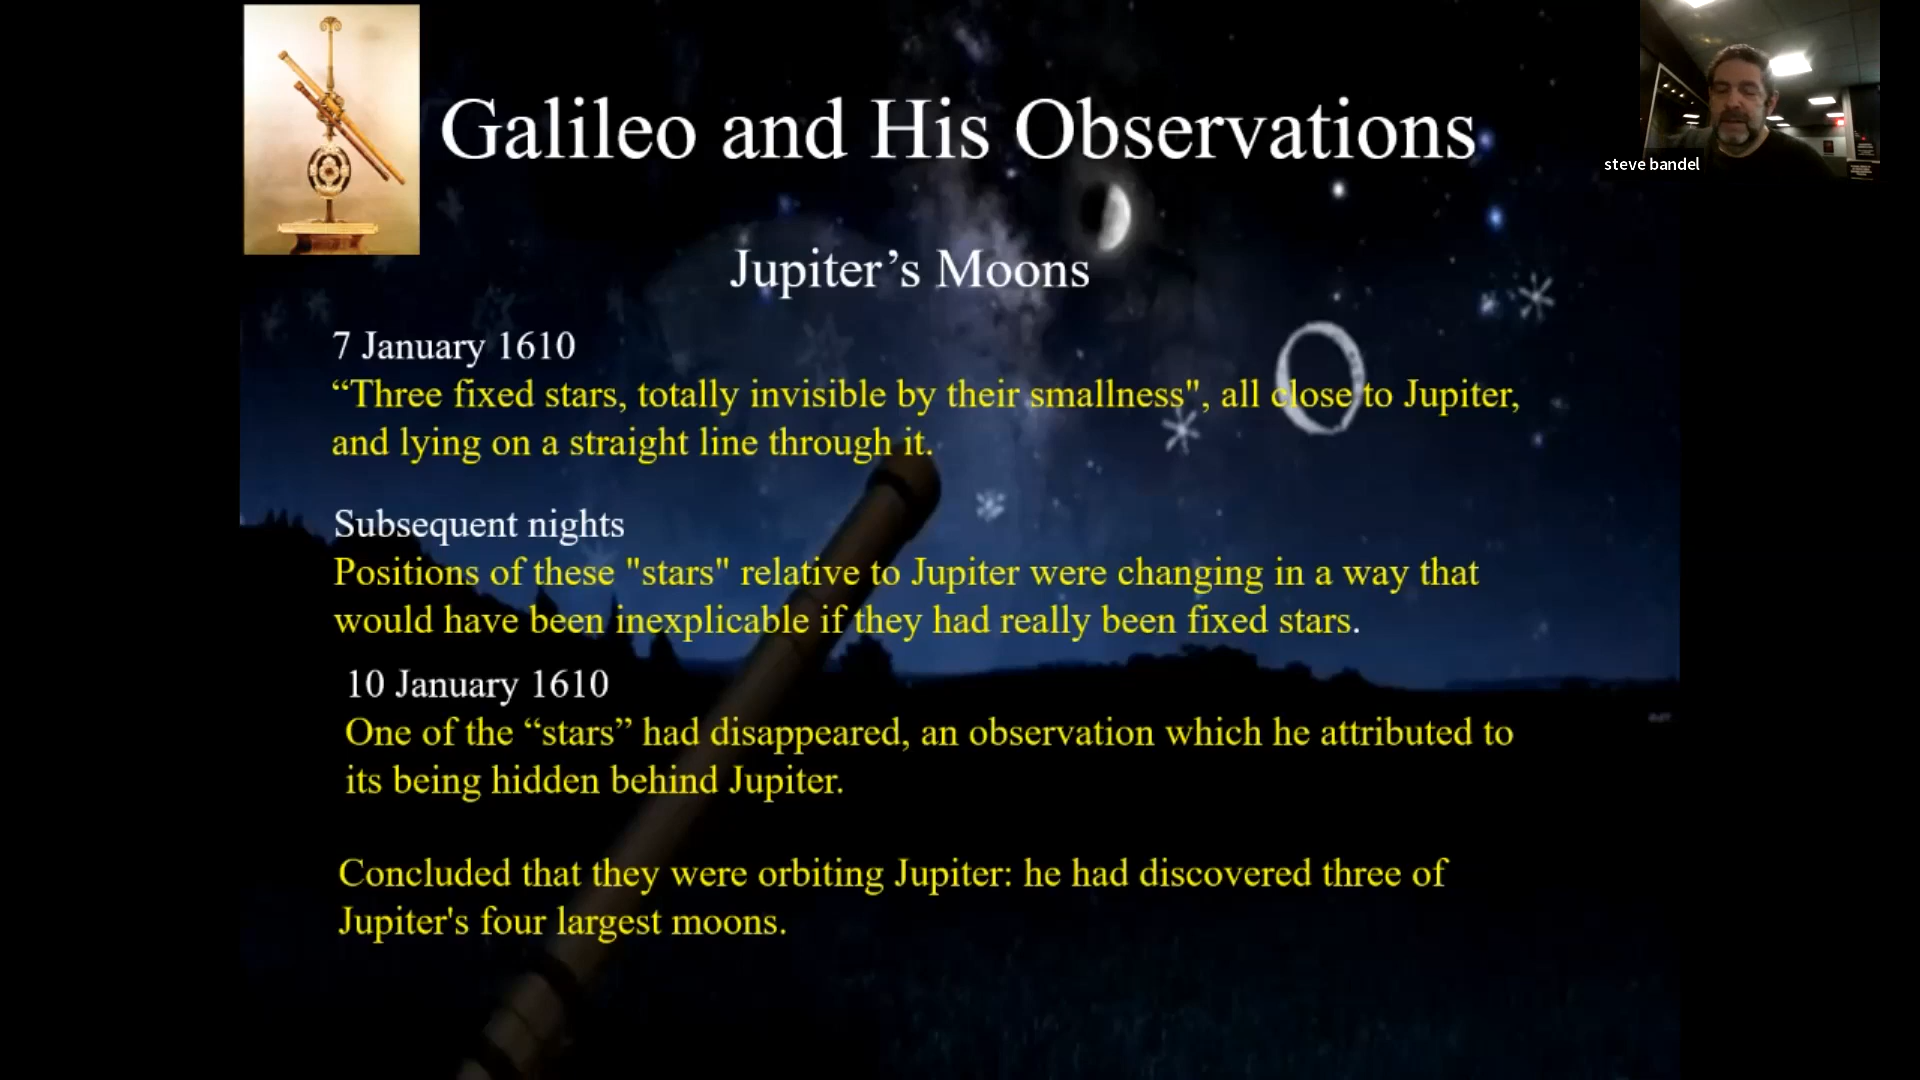 Galileo and His Observations
steve bandel
Jupiter’s Moons
7 January 1610
“Three fixed stars, totally invisible by their smallness", all close to Jupiter,
and lying on a straight line through it.
Subsequent nights
Positions of these "stars" relative to Jupiter were changing in a way that
would have been inexplicable if they had really been fixed stars.
10 January 1610
One of the “stars” had disappeared, an observation which he attributed to
its being hidden behind Jupiter.
Concluded that they were orbiting Jupiter: he had discovered three of
Jupiter's four largest moons.